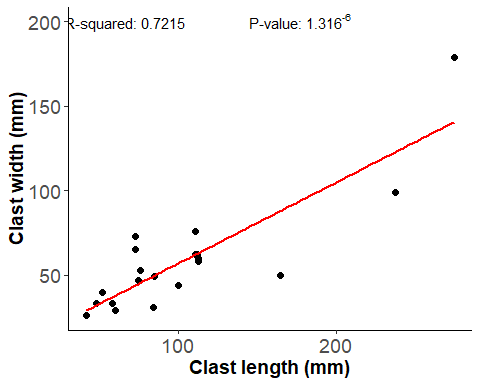 R-squared: 0.7215 P-value: 1.316-6
200
150
100
50
Clast width (mm)
100 200
Clast length (mm)